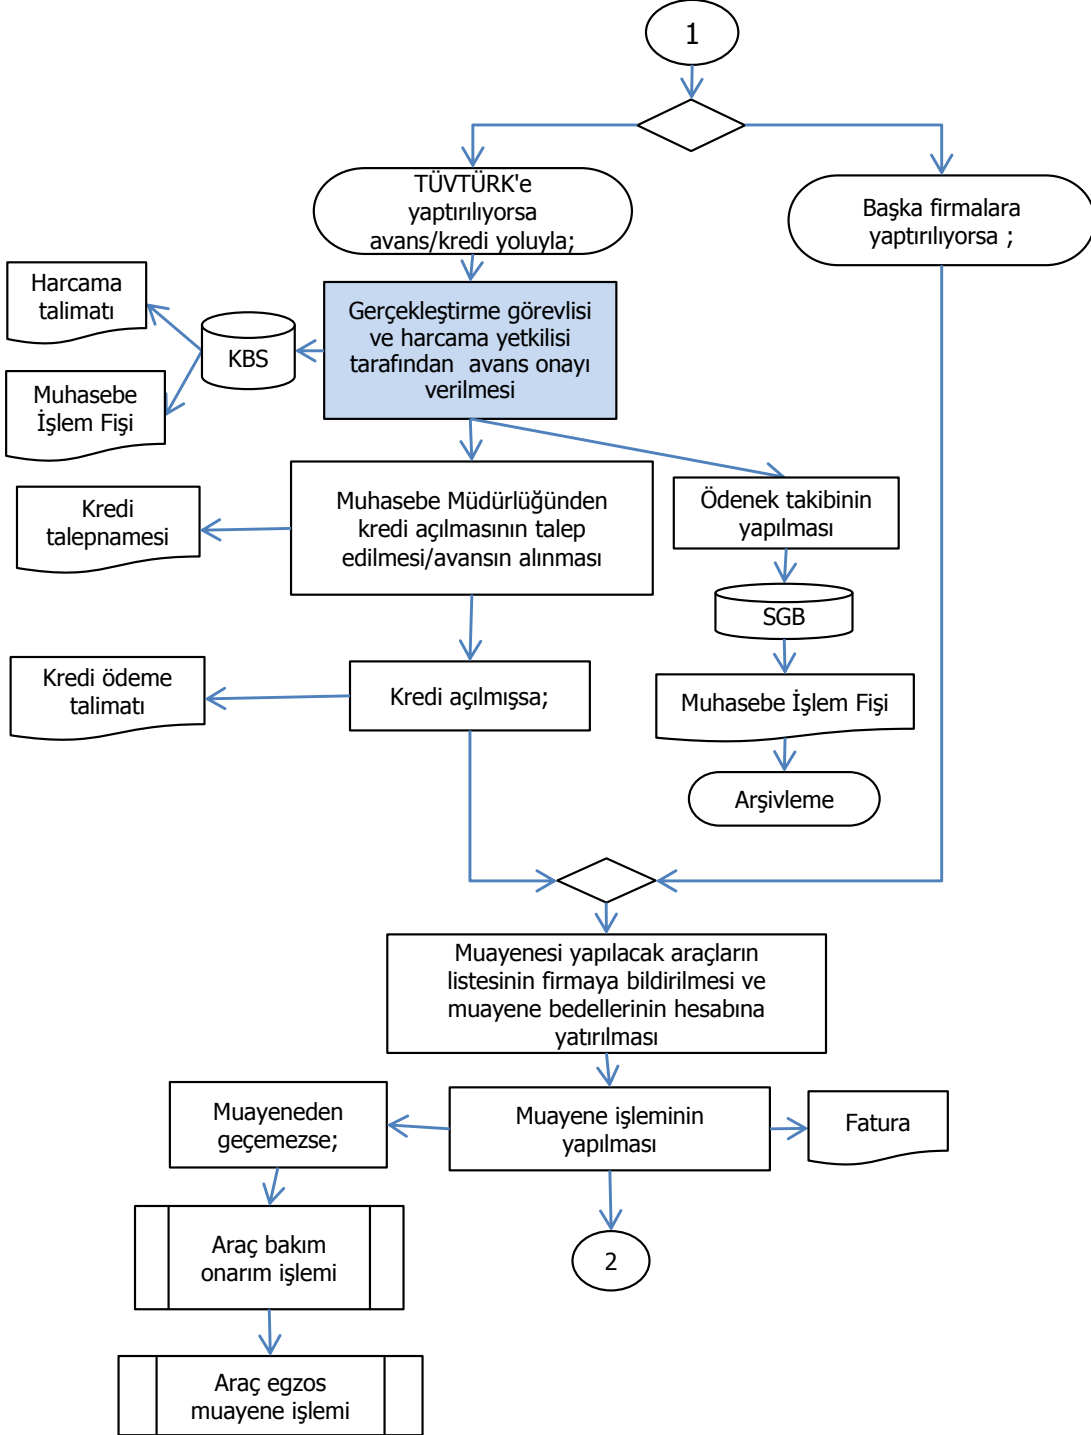 1
TÜVTÜRK'e
yaptırılıyorsa
avans/kredi yoluyla;
Başka firmalara
yaptırılıyorsa ;
Harcama
talimatı
KBS
Gerçekleştirme görevlisi
ve harcama yetkilisi
tarafından  avans onayı
verilmesi
Muhasebe
İşlem Fişi
Kredi
talepnamesi
Muhasebe Müdürlüğünden
kredi açılmasının talep
edilmesi/avansın alınması
Ödenek takibinin
yapılması
SGB
Kredi ödeme
talimatı
Kredi açılmışsa;
Muhasebe İşlem Fişi
Arşivleme
Muayenesi yapılacak araçların
listesinin firmaya bildirilmesi ve
muayene bedellerinin hesabına
yatırılması
Muayeneden
geçemezse;
Muayene işleminin
yapılması
Fatura
Araç bakım
onarım işlemi
2
Araç egzos
muayene işlemi